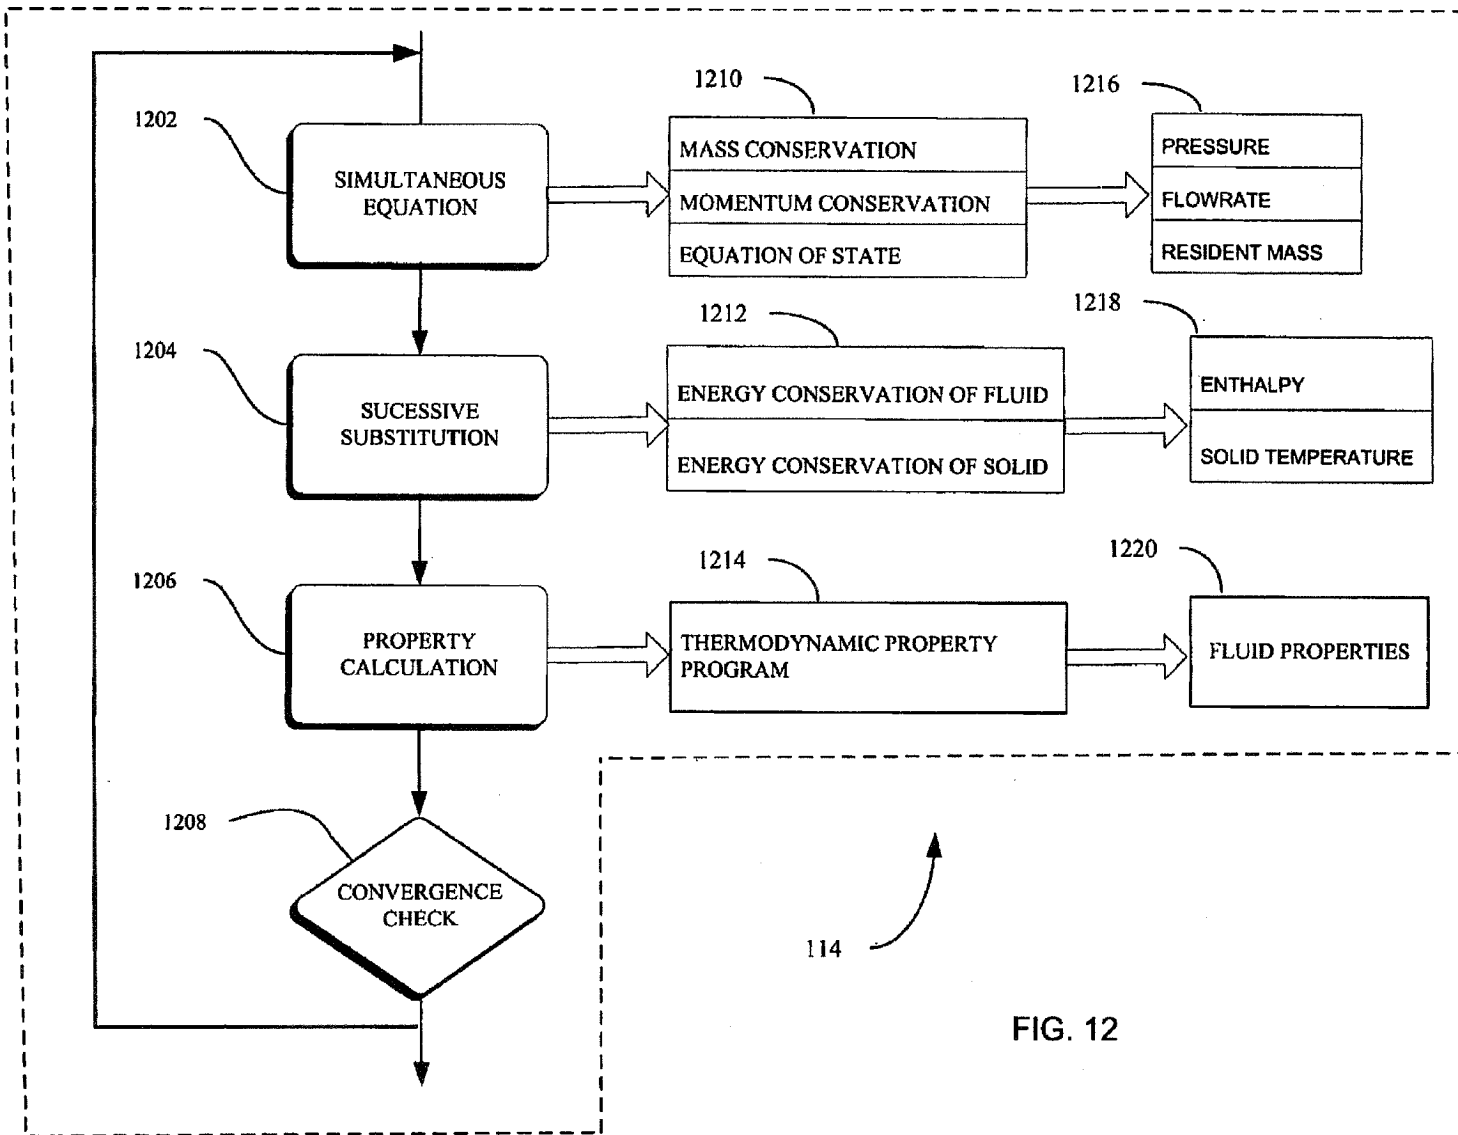 1210
1216
1202
MASS CONSERVATION
PRESSURE
SIMULTANEOUS
EQUATION
MOMENTUM CONSERVATION
FLOWRATE
EQUATION OF STATE
RESIDENT MASS
1212
1218
1204
ENERGY CONSERVATION OF FLUID
ENTHALPY
SUCESSIVE
SUBSTITUTION
ENERGY CONSERVATION OF SOLID
SOLID TEMPERATURE
1214
1220
1206
PROPERTY
CALCULATION
THERMODYNAMIC PROPERTY
PROGRAM
FLUID PROPERTIES
1208
CONVERGENCE
CHECK
114
FIG. 12